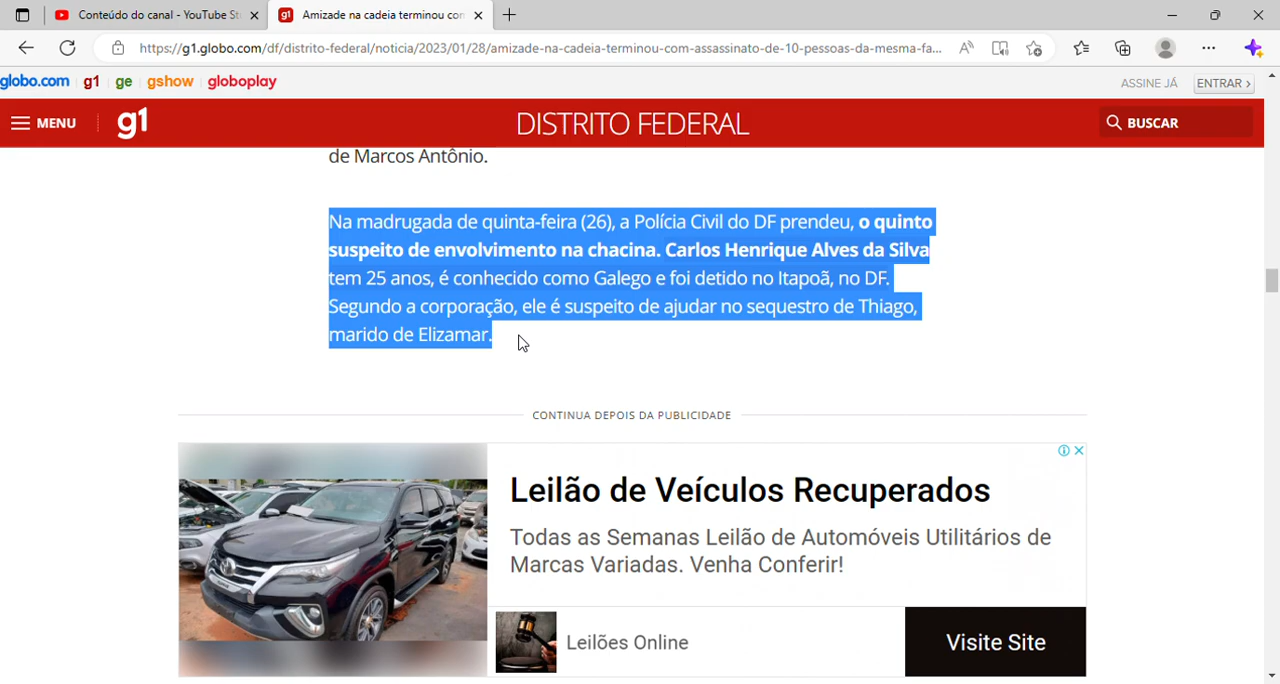 Conteúdo do canal - YouTube St
Amizade na cadeia terminou com
https://g1.globo.com/df/distrito-federal/noticia/2023/01/28/amizade-na-cadeia-terminou-com-assassinato-de-10-pessoas-da-mesma-fa...
globo.com g1 ge gshow globoplay
ASSINE JÁ ENTRAR ›
MENU g1 DISTRITO FEDERAL BUSCAR
de Marcos Antônio.
Na madrugada de quinta-feira (26), a Polícia Civil do DF prendeu, o quinto
suspeito de envolvimento na chacina. Carlos Henrique Alves da Silva
tem 25 anos, é conhecido como Galego e foi detido no Itapoã, no DF.
Segundo a corporação, ele é suspeito de ajudar no sequestro de Thiago,
marido de Elizamar.
CONTINUA DEPOIS DA PUBLICIDADE
Leilão de Veículos Recuperados
Todas as Semanas Leilão de Automóveis Utilitários de
Marcas Variadas. Venha Conferir!
Leilões Online
Visite Site